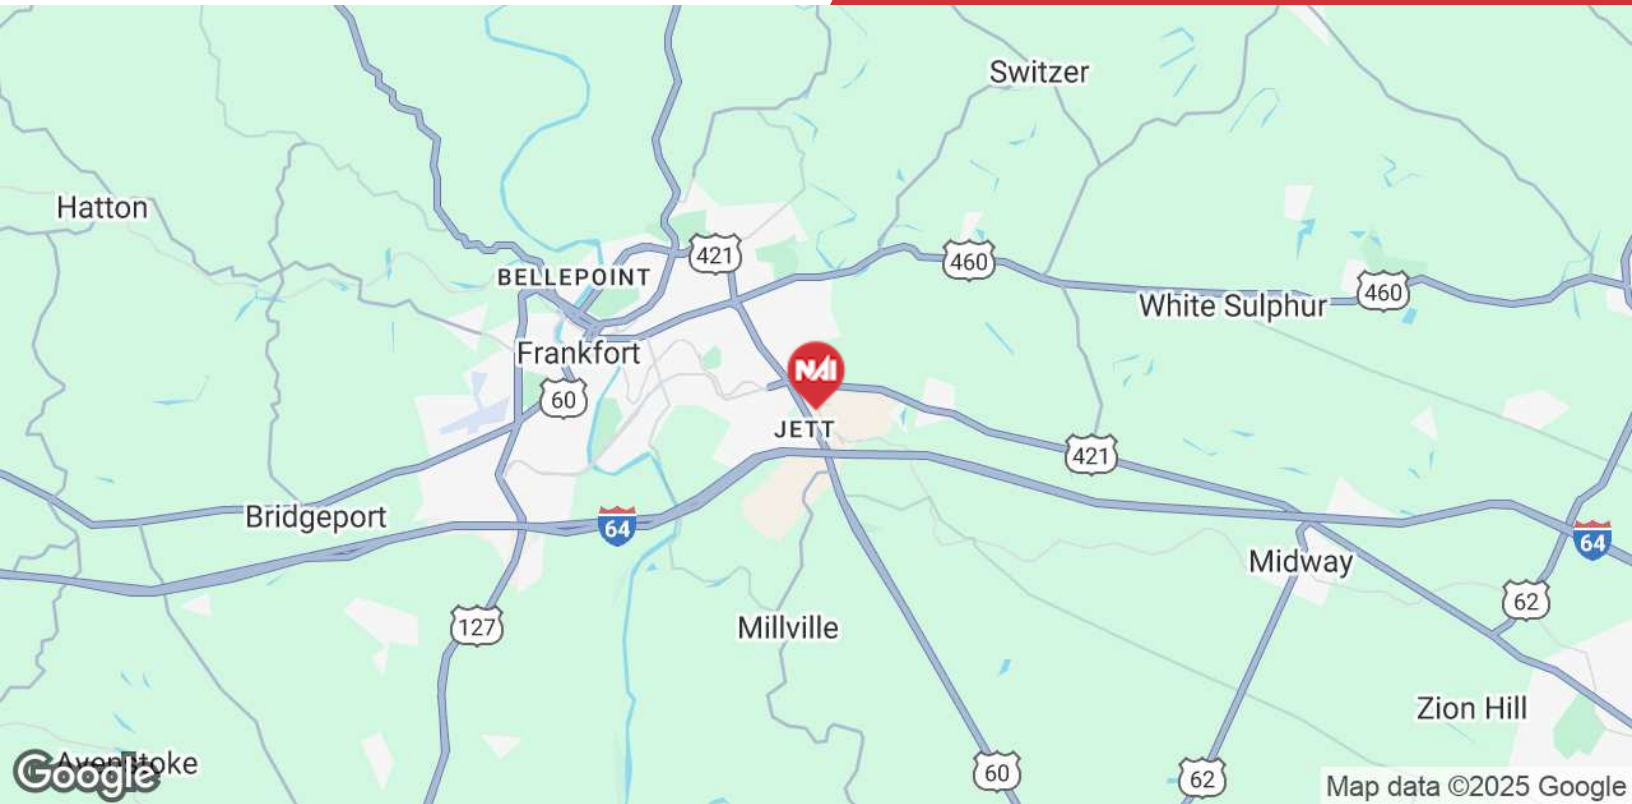 Switzer
Hatton
421
460
BELLEPOINT
460
White Sulphur
Frankfort
NAI
60
JETT
421
Bridgeport
64
64
Midway
62
127
Millville
Zion Hill
Avenstoke
Google
60
62
Map data ©2025 Google